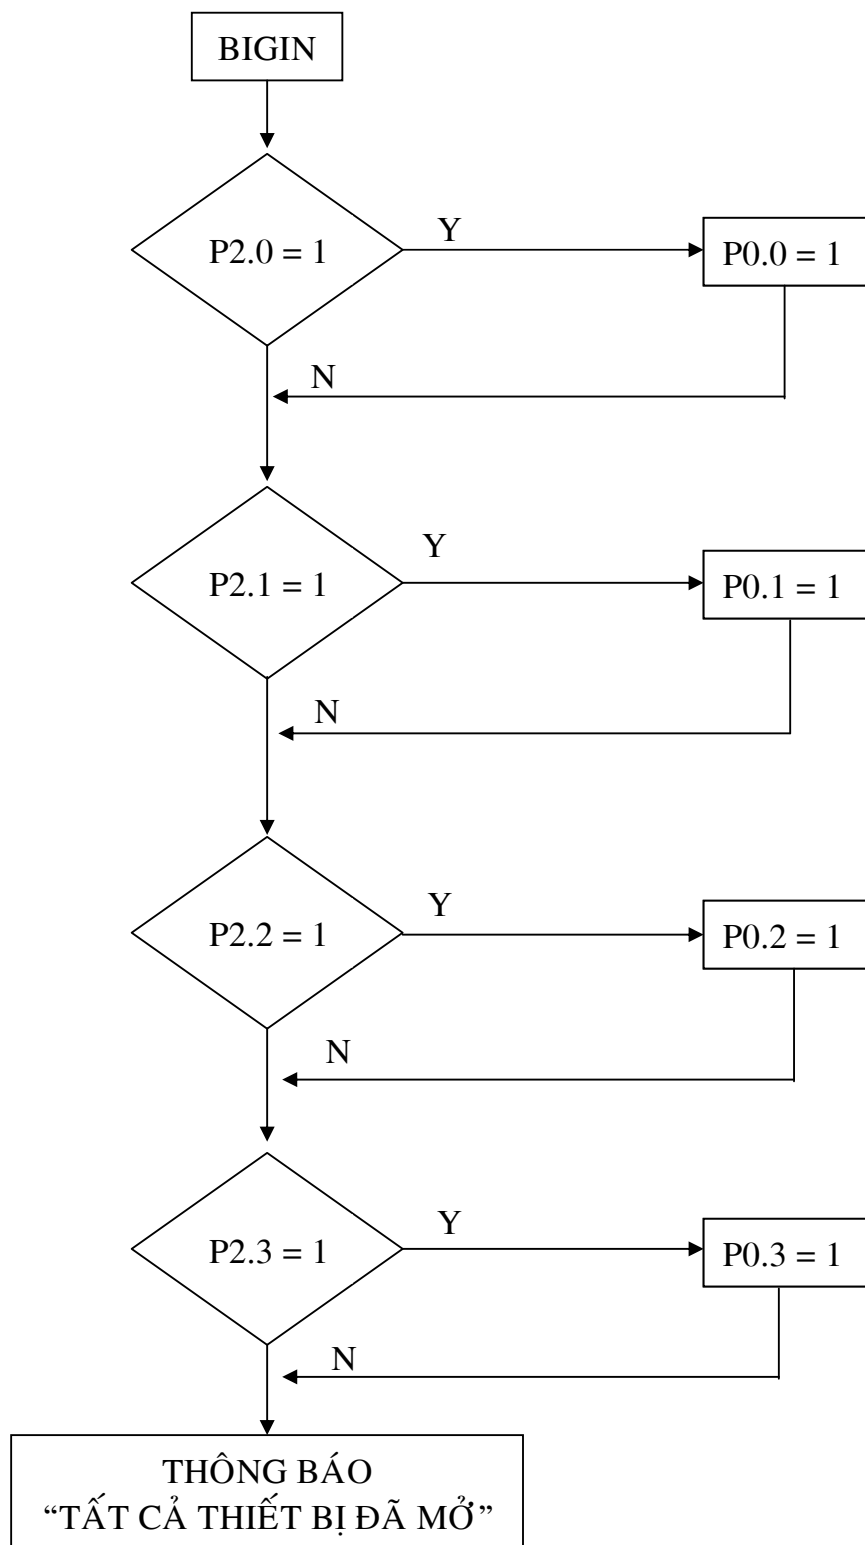 BIGIN
Y
P2.0 = 1
P0.0 = 1
N
Y
P2.1 = 1
P0.1 = 1
N
Y
P2.2 = 1
P0.2 = 1
N
Y
P2.3 = 1
P0.3 = 1
N
THÔNG BÁO
“TẤT CẢ THIẾT BỊ ĐÃ MỞ”